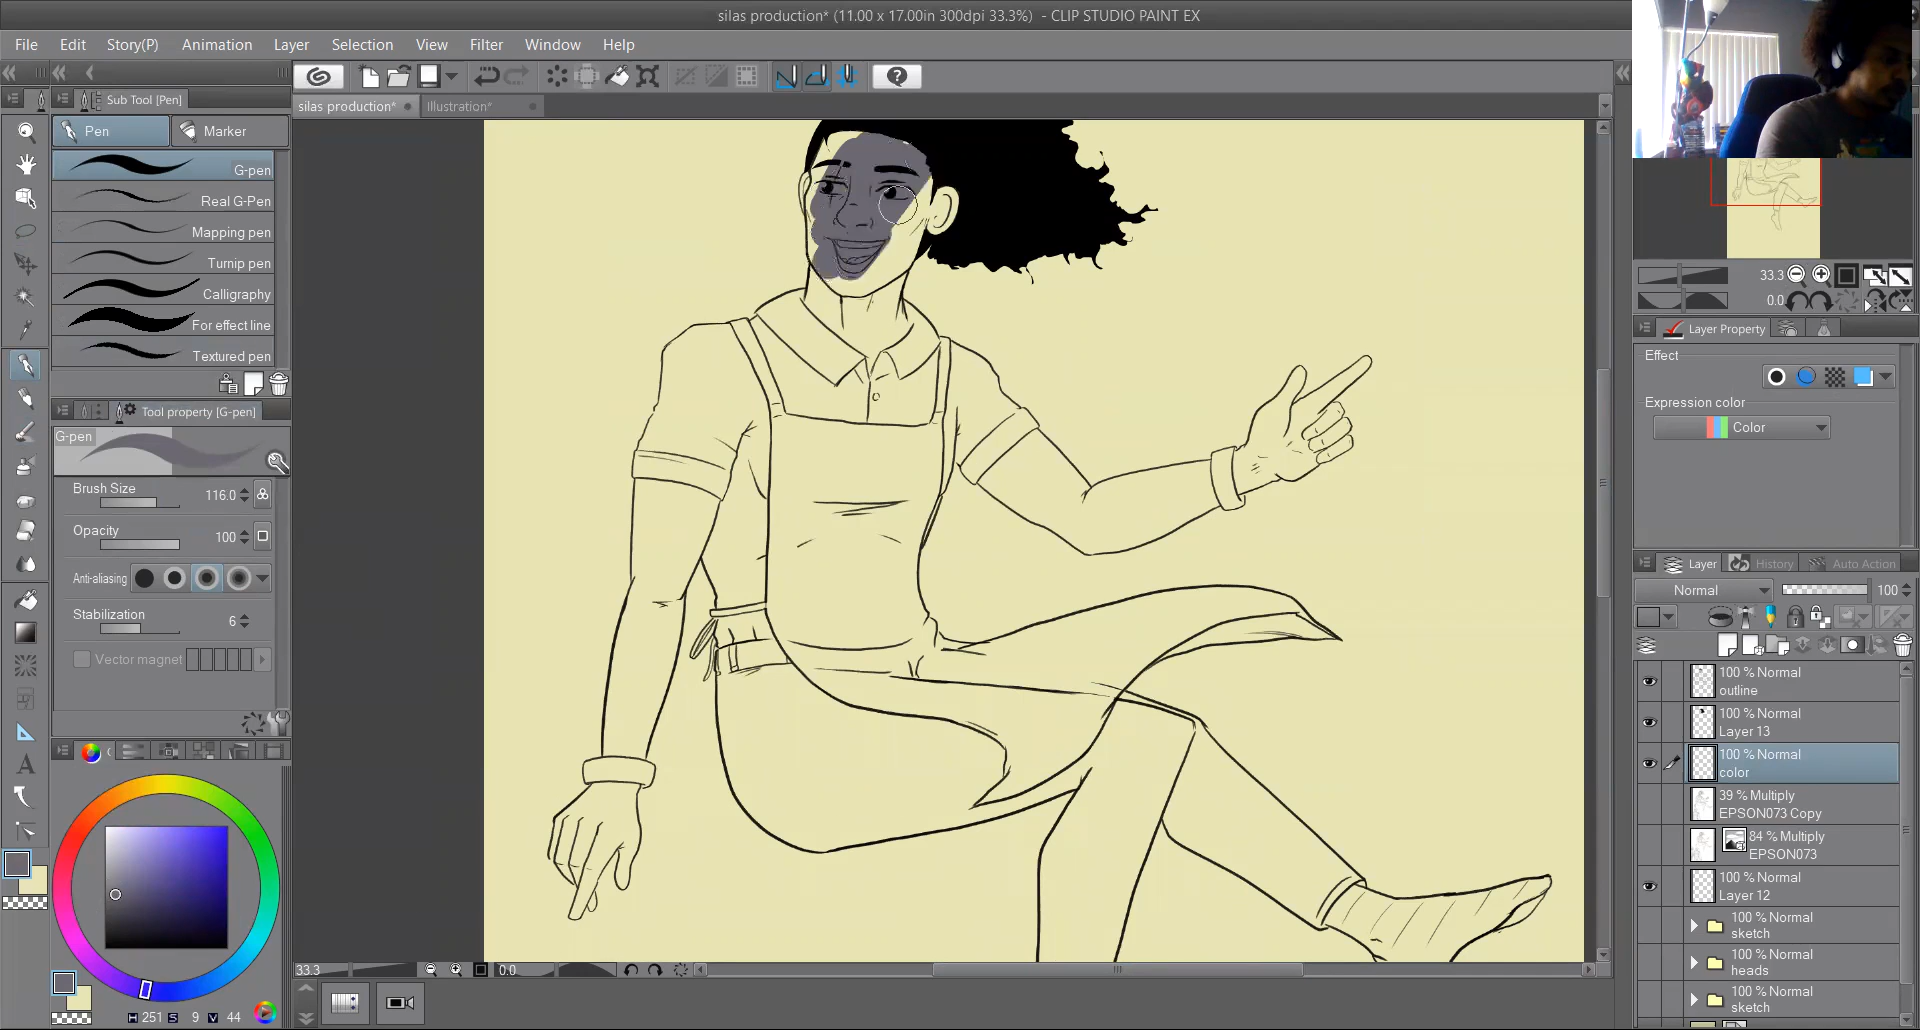 silas production* (11.00 x 17.00in 300dpi 33.3%) - CLIP STUDIO PAINT EX
File Edit Story(P) Animation Layer Selection View Filter Window Help
Sub Tool [Pen]
silas production*
Illustration*
Pen
Marker
G-pen
Real G-Pen
Mapping pen
Turnip pen
Calligraphy
For effect line
Textured pen
Tool property [G-pen]
G-pen
Brush Size 116.0
Opacity 100
Anti-aliasing
Stabilization 6
Vector magnet
H 251 S 9 V 44
33.3
0.0
33.3
0.0
Layer Property
Effect
Expression color
Color
Layer
History
Auto Action
Normal 100
100 % Normal
outline
100 % Normal
Layer 13
100 % Normal
color
39 % Multiply
EPSON073 Copy
84 % Multiply
EPSON073
100 % Normal
Layer 12
100 % Normal
sketch
100 % Normal
heads
100 % Normal
sketch
A